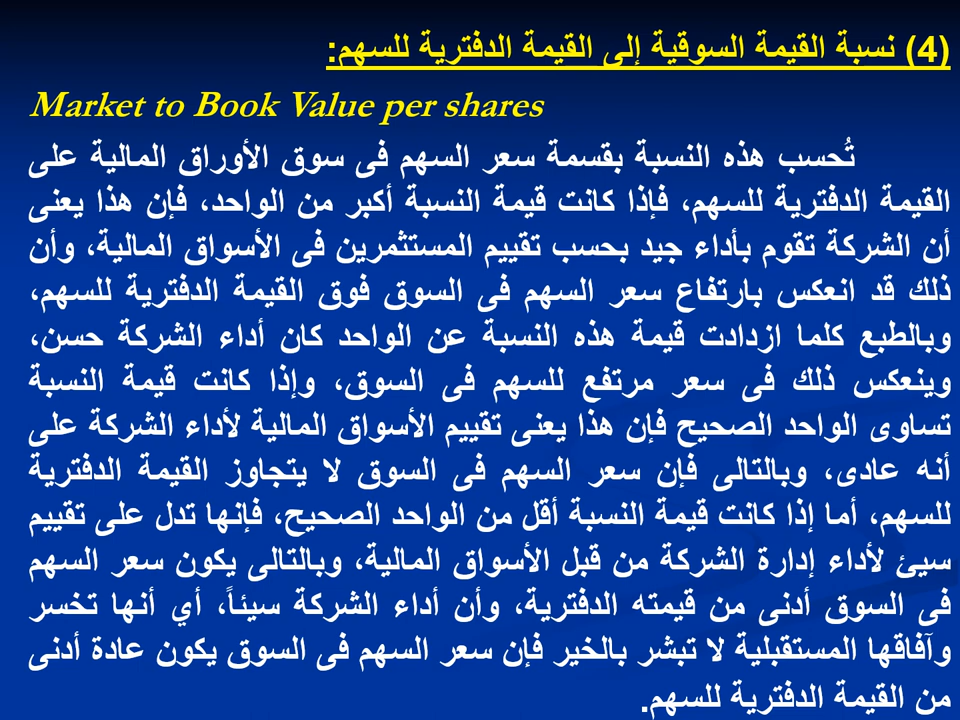 (4) نسبة القيمة السوقية إلى القيمة الدفترية للسهم:
Market to Book Value per shares
تُحسب هذه النسبة بقسمة سعر السهم فى سوق الأوراق المالية على
القيمة الدفترية للسهم، فإذا كانت قيمة النسبة أكبر من الواحد، فإن هذا يعنى
أن الشركة تقوم بأداء جيد بحسب تقييم المستثمرين فى الأسواق المالية، وأن
ذلك قد انعكس بارتفاع سعر السهم فى السوق فوق القيمة الدفترية للسهم،
وبالطبع كلما ازدادت قيمة هذه النسبة عن الواحد كان أداء الشركة حسن،
وينعكس ذلك فى سعر مرتفع للسهم فى السوق، وإذا كانت قيمة النسبة
تساوى الواحد الصحيح فإن هذا يعنى تقييم الأسواق المالية لأداء الشركة على
أنه عادى، وبالتالى فإن سعر السهم فى السوق لا يتجاوز القيمة الدفترية
للسهم، أما إذا كانت قيمة النسبة أقل من الواحد الصحيح، فإنها تدل على تقييم
سيئ لأداء إدارة الشركة من قبل الأسواق المالية، وبالتالى يكون سعر السهم
فى السوق أدنى من قيمته الدفترية، وأن أداء الشركة سيئاً، أي أنها تخسر
وآفاقها المستقبلية لا تبشر بالخير فإن سعر السهم فى السوق يكون عادة أدنى
من القيمة الدفترية للسهم.